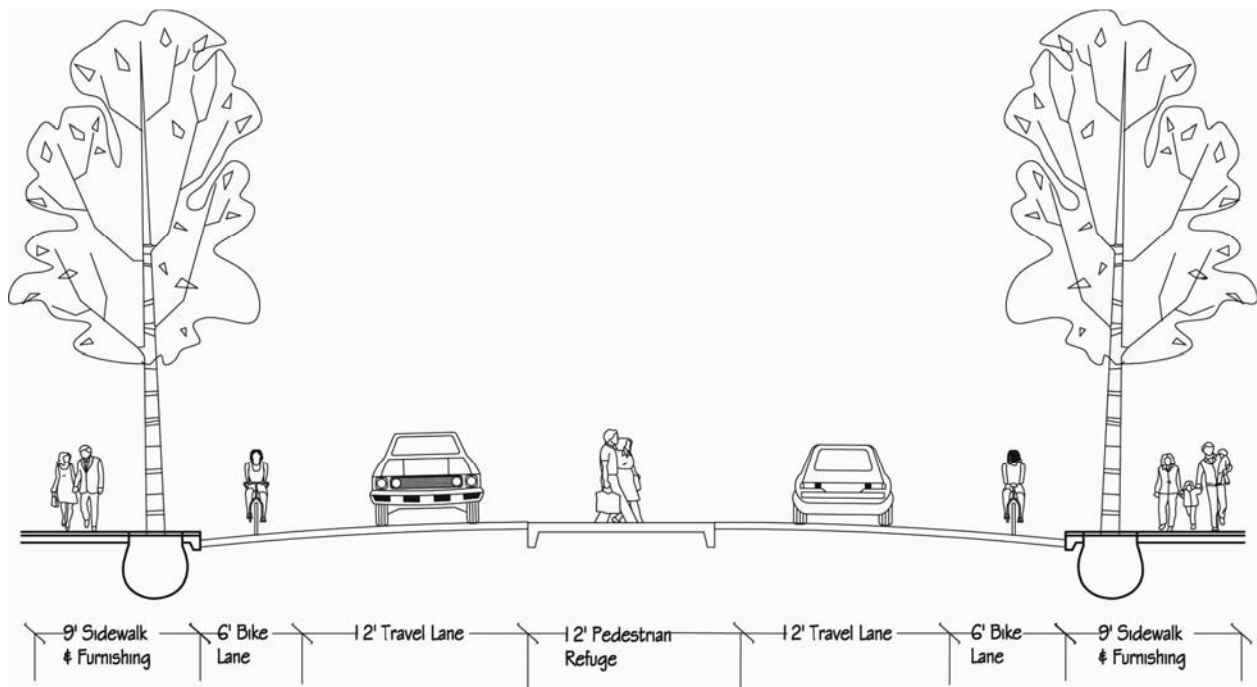 9' Sidewalk & Furnishing
6' Bike Lane
12' Travel Lane
12' Pedestrian Refuge
12' Travel Lane
6' Bike Lane
9' Sidewalk & Furnishing